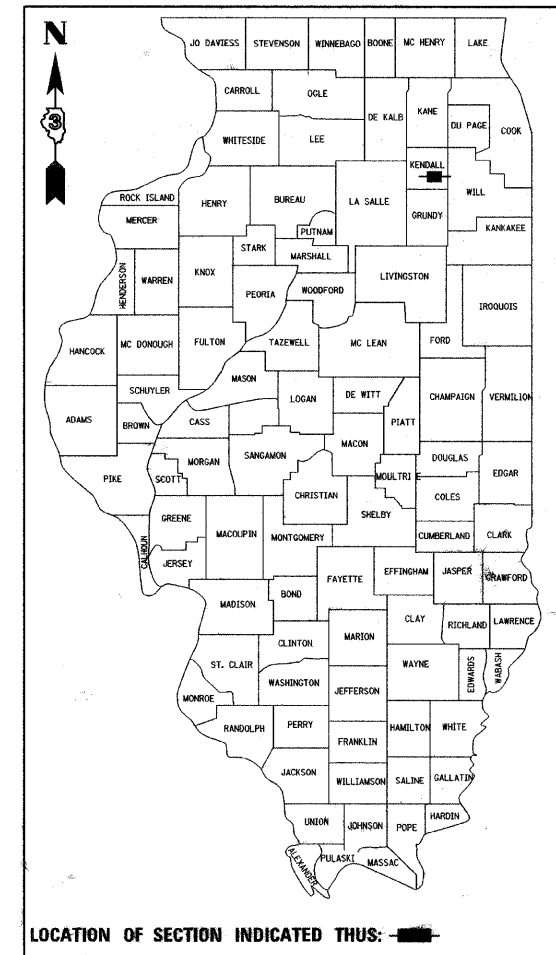 N
3
JO DAVIESS STEVENSON WINNEBAGO BOONE MC HENRY LAKE
CARROLL OGLE DE KALB KANE DU PAGE COOK
WHITESIDE LEE KENDALL WILL
ROCK ISLAND HENRY BUREAU LA SALLE GRUNDY
MERCER PUTNAM KANKAKEE
STARK MARSHALL LIVINGSTON
HENDERSON WARREN KNOX PEORIA WOODFORD IROQUOIS
HANCOCK MC DONOUGH FULTON TAZEWELL MC LEAN FORD
SCHUYLER MASON LOGAN DE WITT CHAMPAIGN VERMILION
ADAMS BROWN CASS MACON PIATT
PIKE SCOTT MORGAN SANGAMON MOULTRIE DOUGLAS EDGAR
CHRISTIAN SHELBY COLES
GREENE MACOUPIN MONTGOMERY CUMBERLAND CLARK
CALHOUN JERSEY FAYETTE EFFINGHAM JASPER CRAWFORD
MADISON BOND CLAY RICHLAND LAWRENCE
CLINTON MARION
ST. CLAIR WASHINGTON WAYNE EDWARDS WABASH
MONROE JEFFERSON
RANDOLPH PERRY HAMILTON WHITE
FRANKLIN
JACKSON WILLIAMSON SALINE GALLATIN
UNION JOHNSON POPE HARDIN
ALEXANDER PULASKI MASSAC
LOCATION OF SECTION INDICATED THUS: